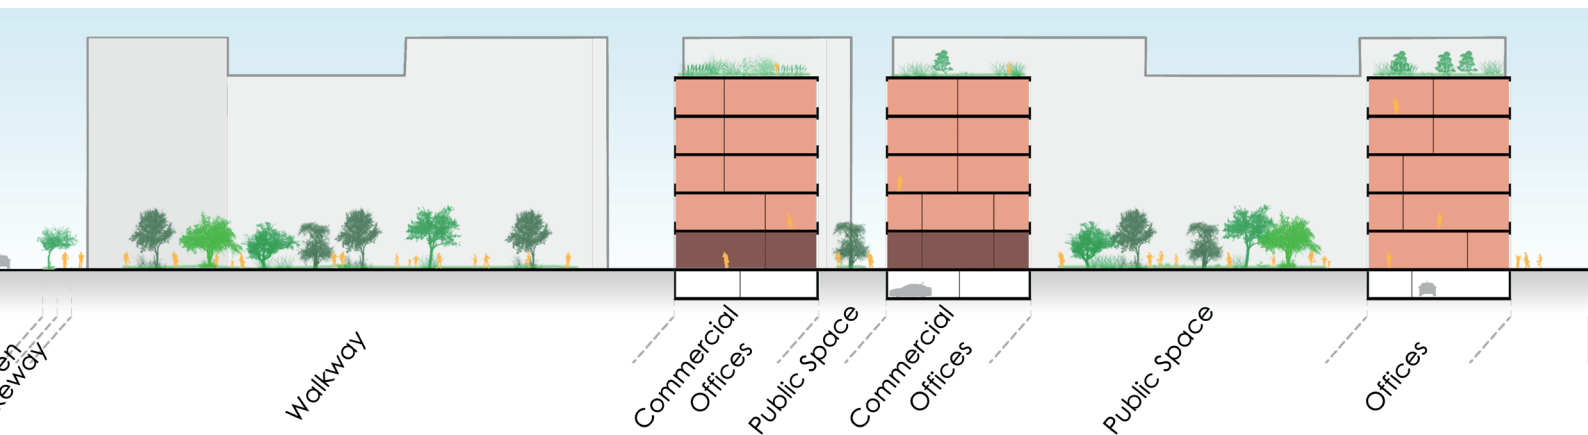 Walkway
Commercial
Offices
Public Space
Commercial
Offices
Public Space
Offices